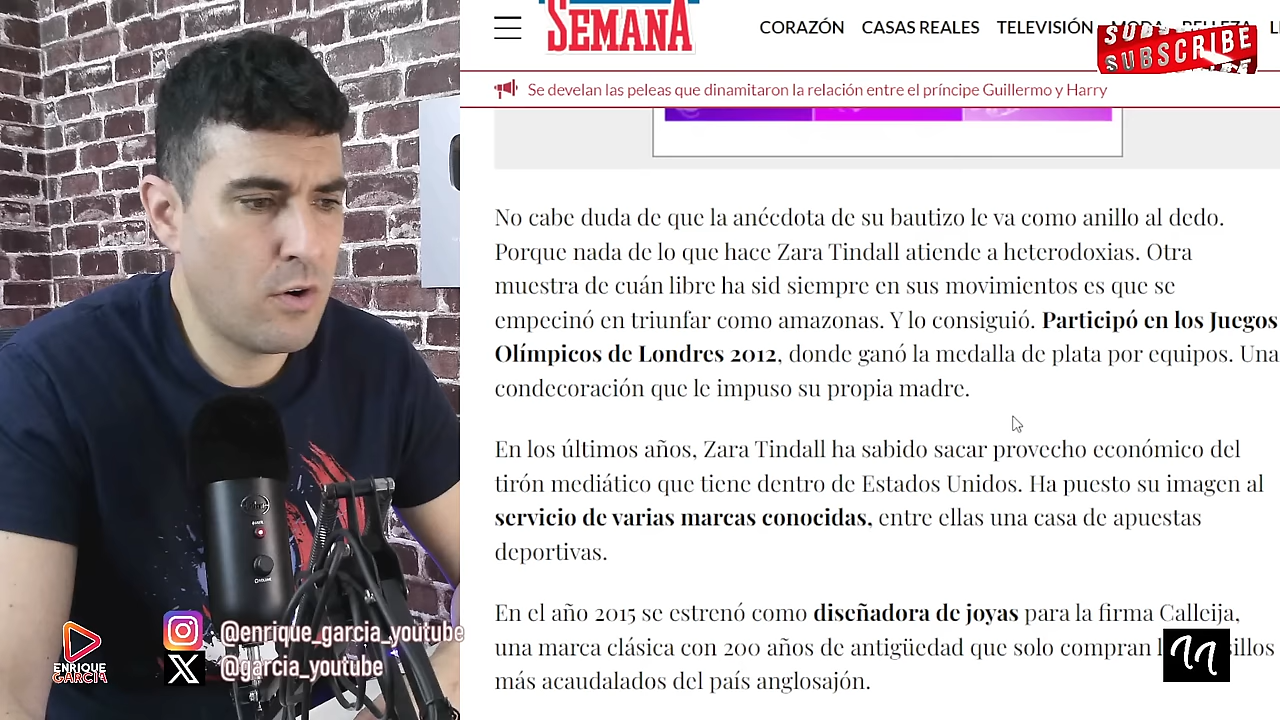 SEMANA
CORAZÓN CASAS REALES TELEVISIÓN MODA BELLEZA
SUBSCRIBE
Se develan las peleas que dinamitaron la relación entre el príncipe Guillermo y Harry
No cabe duda de que la anécdota de su bautizo le va como anillo al dedo.
Porque nada de lo que hace Zara Tindall atiende a heterodoxias. Otra
muestra de cuán libre ha sid siempre en sus movimientos es que se
empecinó en triunfar como amazonas. Y lo consiguió. Participó en los Juegos
Olímpicos de Londres 2012, donde ganó la medalla de plata por equipos. Una
condecoración que le impuso su propia madre.
En los últimos años, Zara Tindall ha sabido sacar provecho económico del
tirón mediático que tiene dentro de Estados Unidos. Ha puesto su imagen al
servicio de varias marcas conocidas, entre ellas una casa de apuestas
deportivas.
En el año 2015 se estrenó como diseñadora de joyas para la firma Calleija,
una marca clásica con 200 años de antigüedad que solo compran
más acaudalados del país anglosajón.
@enrique_garcia_youtube
@garcia_youtube
ENRIQUE
GARCIA